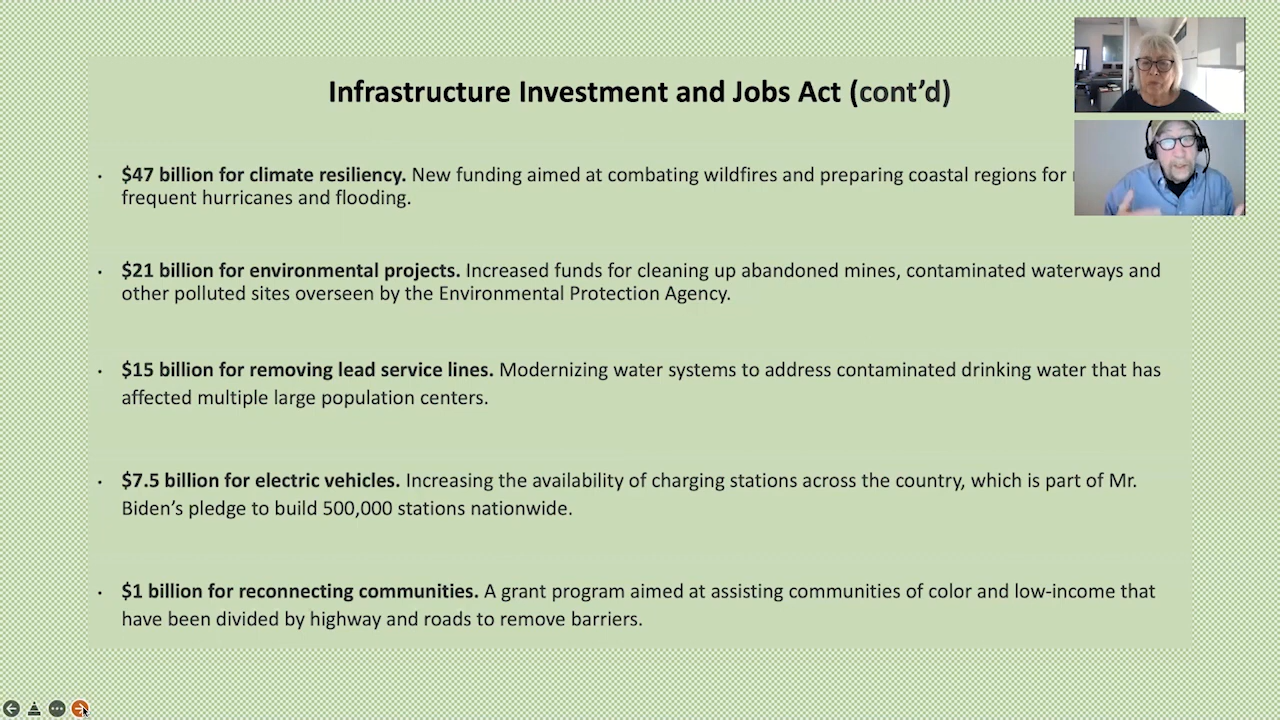 Infrastructure Investment and Jobs Act (cont’d)
• $47 billion for climate resiliency. New funding aimed at combating wildfires and preparing coastal regions for
frequent hurricanes and flooding.
• $21 billion for environmental projects. Increased funds for cleaning up abandoned mines, contaminated waterways and
other polluted sites overseen by the Environmental Protection Agency.
• $15 billion for removing lead service lines. Modernizing water systems to address contaminated drinking water that has
affected multiple large population centers.
• $7.5 billion for electric vehicles. Increasing the availability of charging stations across the country, which is part of Mr.
Biden’s pledge to build 500,000 stations nationwide.
• $1 billion for reconnecting communities. A grant program aimed at assisting communities of color and low-income that
have been divided by highway and roads to remove barriers.